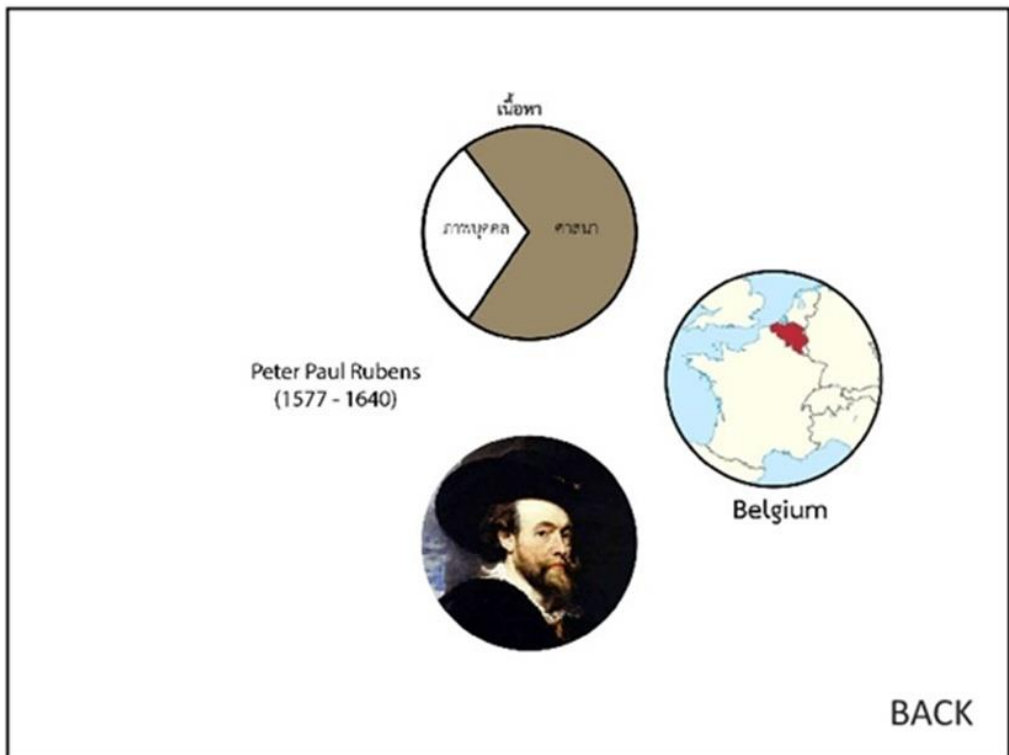 เนื้อหา
ภาพบุคคล
ศาสนา
Peter Paul Rubens
(1577 - 1640)
Belgium
BACK